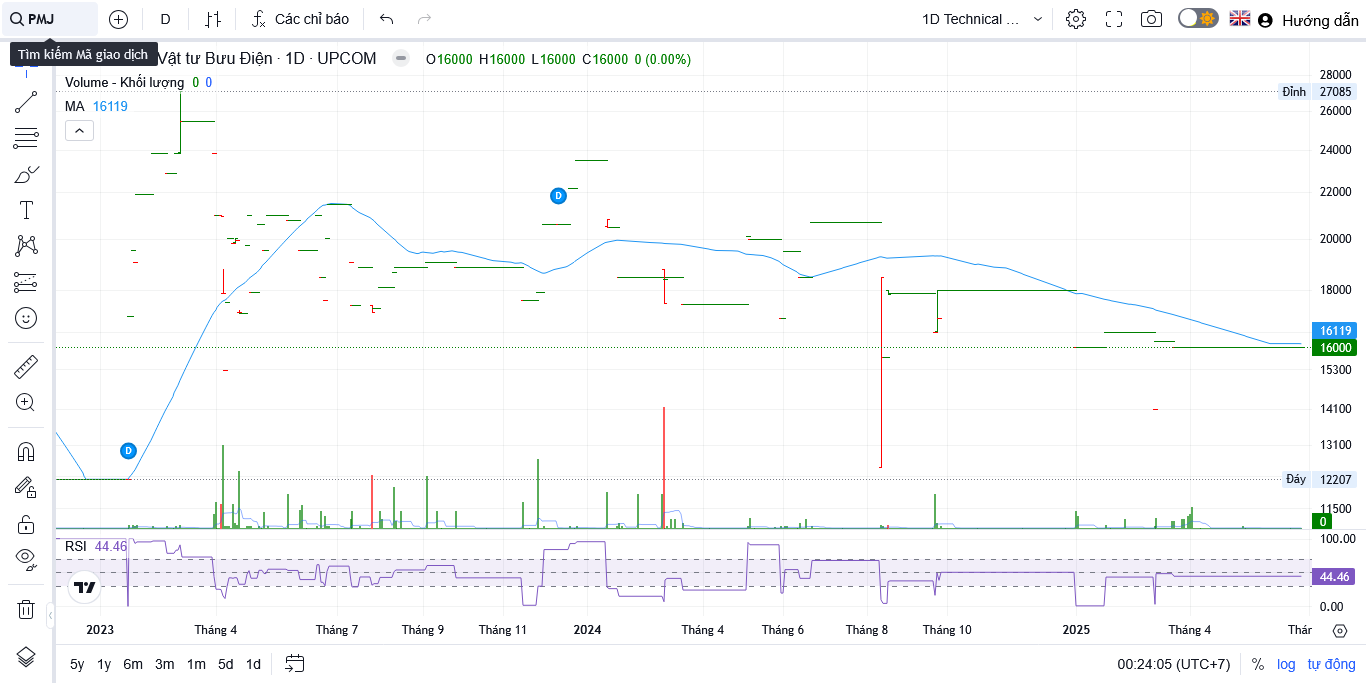 PMJ
D
Các chỉ báo
1D Technical ...
Hướng dẫn
Tìm kiếm Mã giao dịch
Vật tư Bưu Điện · 1D · UPCOM
O16000 H16000 L16000 C16000 0 (0.00%)
Volume - Khối lượng 0 0
MA 16119
28000
Đỉnh 27085
26000
24000
22000
20000
18000
16119
16000
15300
14100
13100
Đáy 12207
11500
0
D
D
RSI 44.46
100.00
44.46
0.00
2023 Tháng 4 Tháng 7 Tháng 9 Tháng 11 2024 Tháng 4 Tháng 6 Tháng 8 Tháng 10 2025 Tháng 4 Thár
5y 1y 6m 3m 1m 5d 1d
00:24:05 (UTC+7) % log tự động